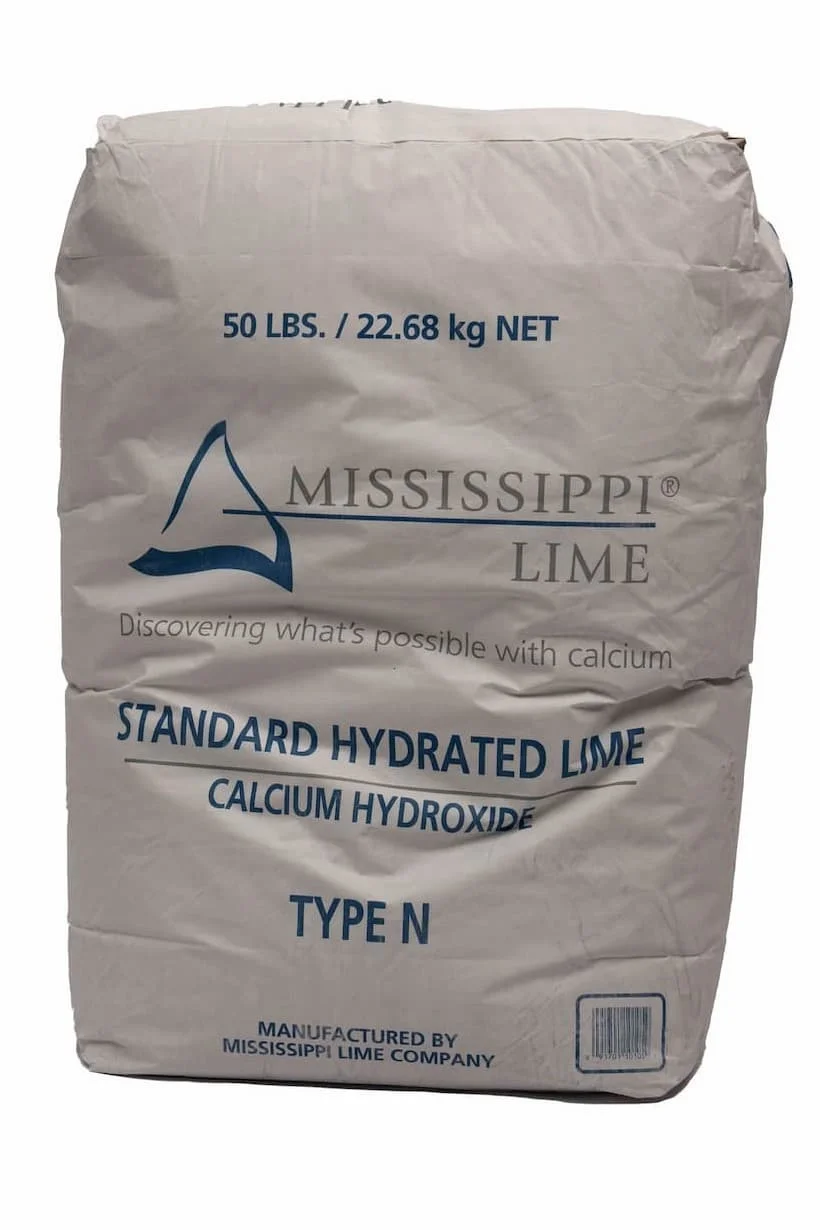 50 LBS. / 22.68 kg NET
MISSISSIPPI®
LIME
Discovering what's possible with calcium
STANDARD HYDRATED LIME
CALCIUM HYDROXIDE
TYPE N
MANUFACTURED BY
MISSISSIPPI LIME COMPANY